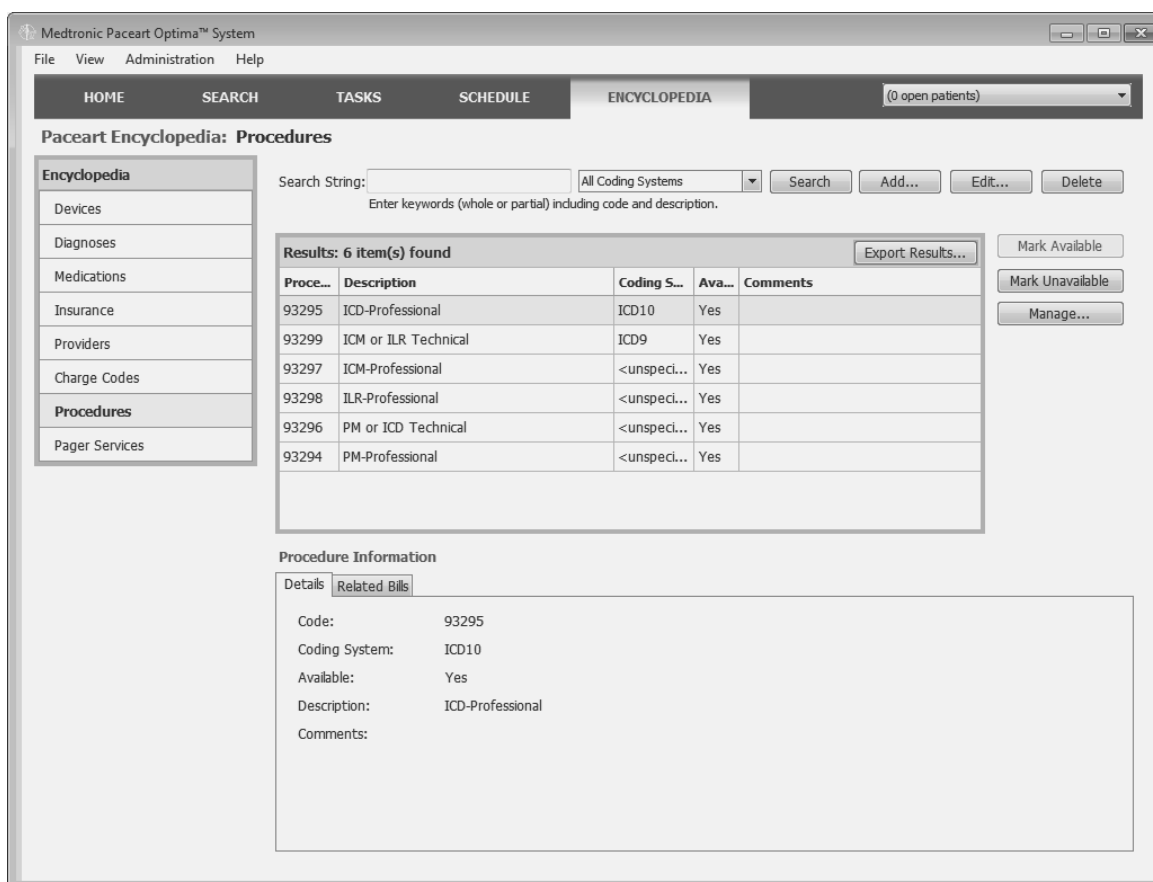 Medtronic Paceart Optima™ System
File View Administration Help
HOME SEARCH TASKS SCHEDULE ENCYCLOPEDIA (0 open patients)
Paceart Encyclopedia: Procedures
Encyclopedia
Devices
Diagnoses
Medications
Insurance
Providers
Charge Codes
Procedures
Pager Services
Search String: All Coding Systems Search Add... Edit... Delete
Enter keywords (whole or partial) including code and description.
Results: 6 item(s) found Export Results...
Proce... Description Coding S... Ava... Comments
93295 ICD-Professional ICD10 Yes
93299 ICM or ILR Technical ICD9 Yes
93297 ICM-Professional <unspeci... Yes
93298 ILR-Professional <unspeci... Yes
93296 PM or ICD Technical <unspeci... Yes
93294 PM-Professional <unspeci... Yes
Mark Available
Mark Unavailable
Manage...
Procedure Information
Details Related Bills
Code: 93295
Coding System: ICD10
Available: Yes
Description: ICD-Professional
Comments: